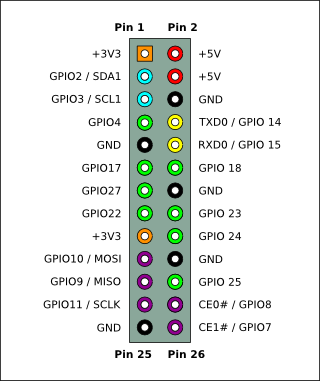 Pin 1 Pin 2
+3V3 +5V
GPIO2 / SDA1 +5V
GPIO3 / SCL1 GND
GPIO4 TXD0 / GPIO 14
GND RXD0 / GPIO 15
GPIO17 GPIO 18
GPIO27 GND
GPIO22 GPIO 23
+3V3 GPIO 24
GPIO10 / MOSI GND
GPIO9 / MISO GPIO 25
GPIO11 / SCLK CE0# / GPIO8
GND CE1# / GPIO7
Pin 25 Pin 26